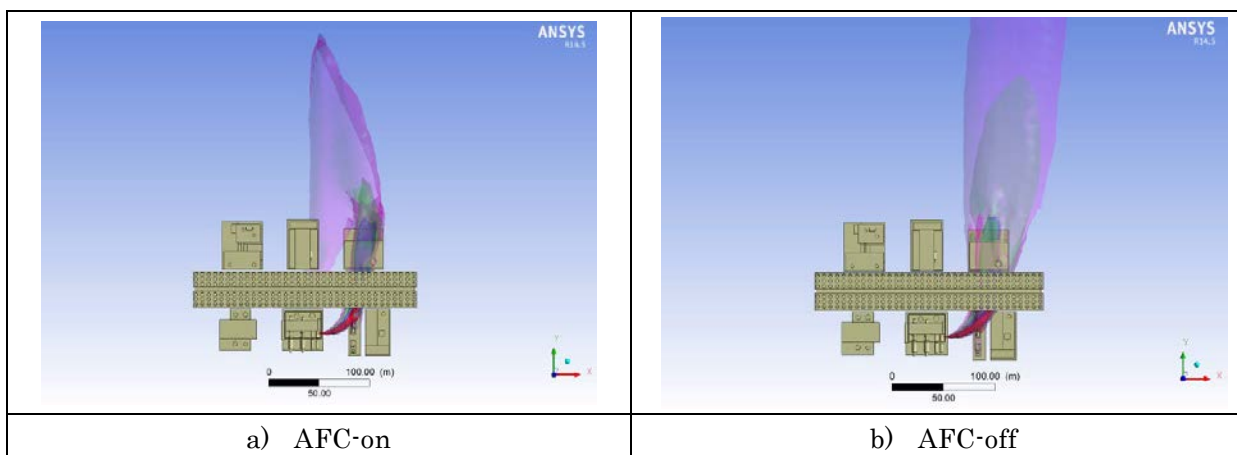 ANSYS
R14.5
0 100.00 (m)
50.00
Y
X
a) AFC-on
ANSYS
R14.5
0 100.00 (m)
50.00
Y
X
b) AFC-off